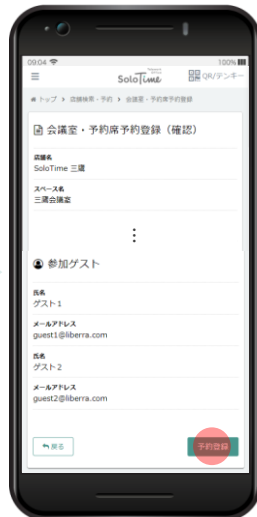 09:04 100%
SoloTime QR/テンキー
トップ > 店舗検索・予約 > 会議室・予約席予約登録
会議室・予約席予約登録（確認）
店舗名
SoloTime 三鷹
スペース名
三鷹会議室
参加ゲスト
氏名
ゲスト1
メールアドレス
guest1@liberra.com
氏名
ゲスト2
メールアドレス
guest2@liberra.com
戻る 予約登録